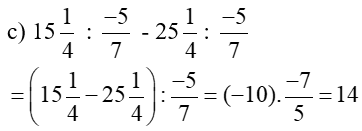 c) 15 1/4 : -5/7 - 25 1/4 : -5/7
= (15 1/4 − 25 1/4) : -5/7 = (−10). -7/5 = 14